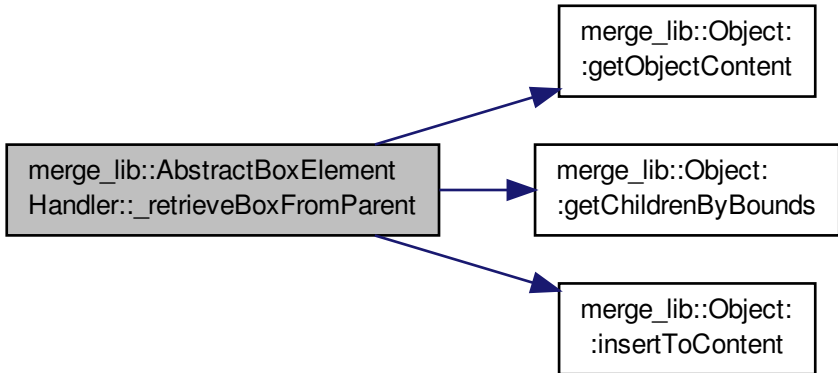 merge_lib::Object:
:getObjectContent
merge_lib::AbstractBoxElement
Handler::_retrieveBoxFromParent
merge_lib::Object:
:getChildrenByBounds
merge_lib::Object:
:insertToContent